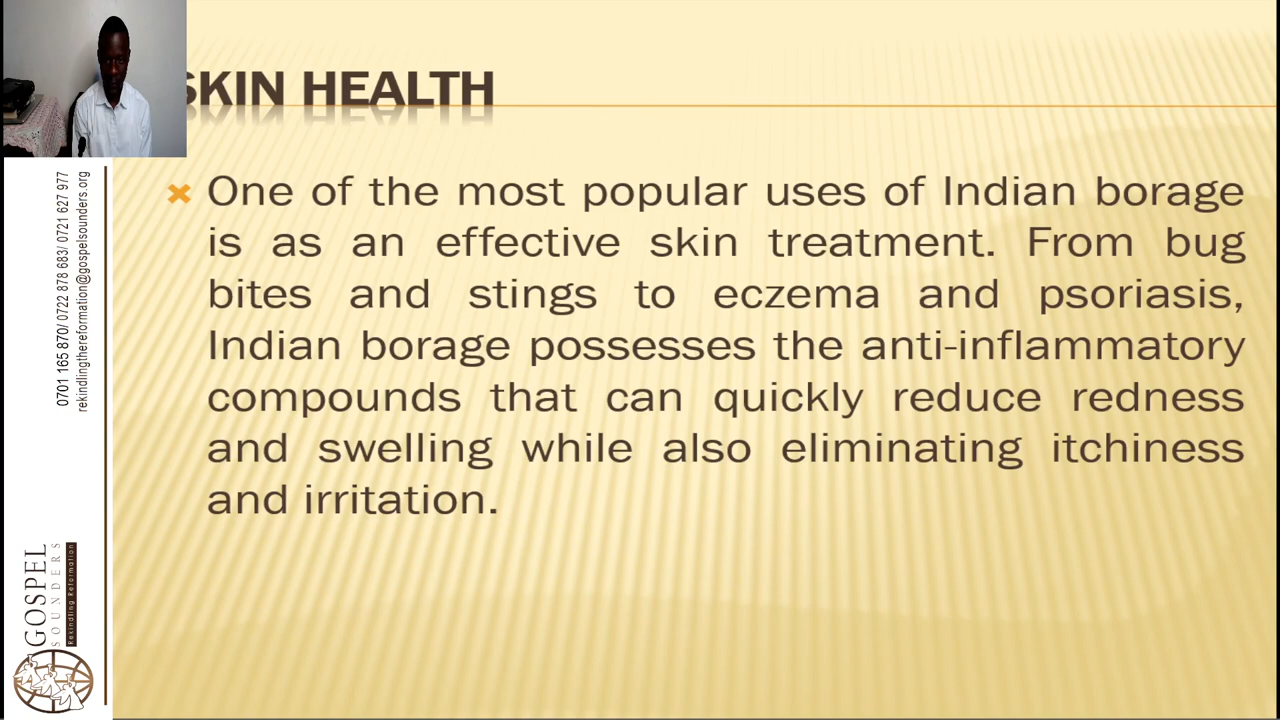 SKIN HEALTH
One of the most popular uses of Indian borage
is as an effective skin treatment. From bug
bites and stings to eczema and psoriasis,
Indian borage possesses the anti-inflammatory
compounds that can quickly reduce redness
and swelling while also eliminating itchiness
and irritation.
0701 165 870/ 0722 878 683/ 0721 627 977
rekindlingthereformation@gospelsounders.org
GOSPEL
SOUNDERS
Rekindling Reformation